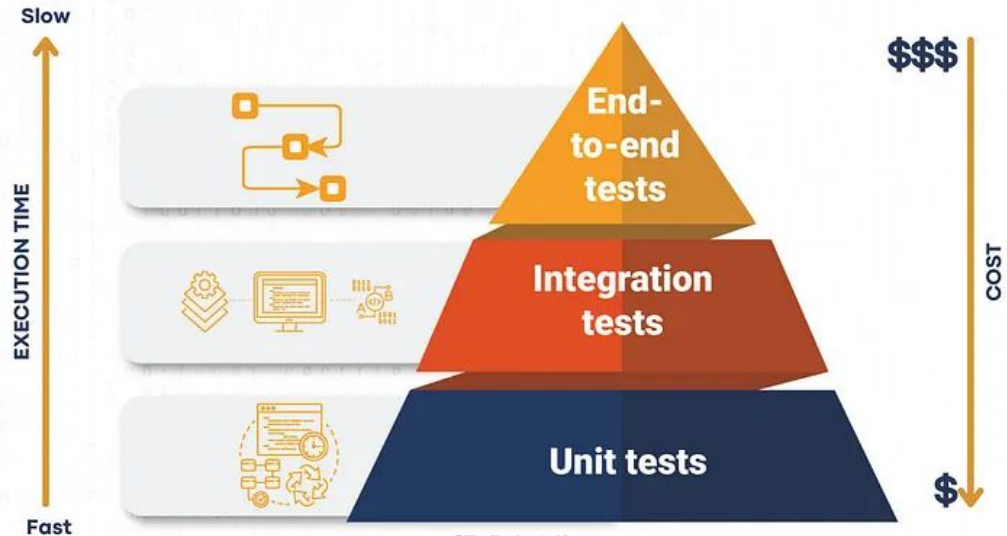 Slow
$$$
End-
to-end
tests
EXECUTION TIME
COST
Integration
tests
A
B
Unit tests
$
Fast